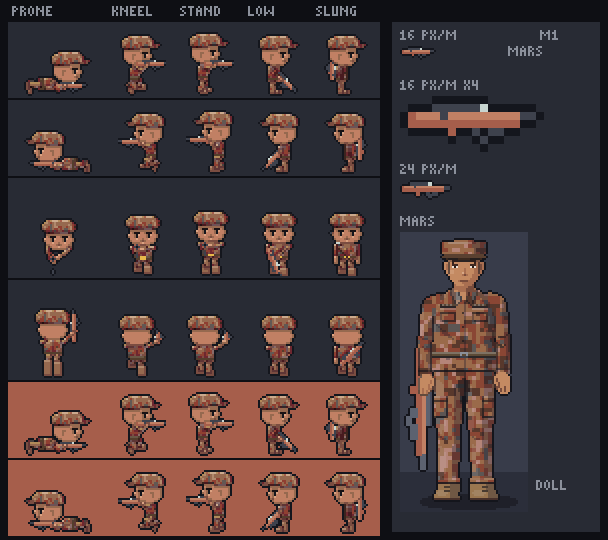 PRONE KNEEL STAND LOW SLUNG
16 PX/M M1
MARS
16 PX/M X4
24 PX/M
MARS
DOLL